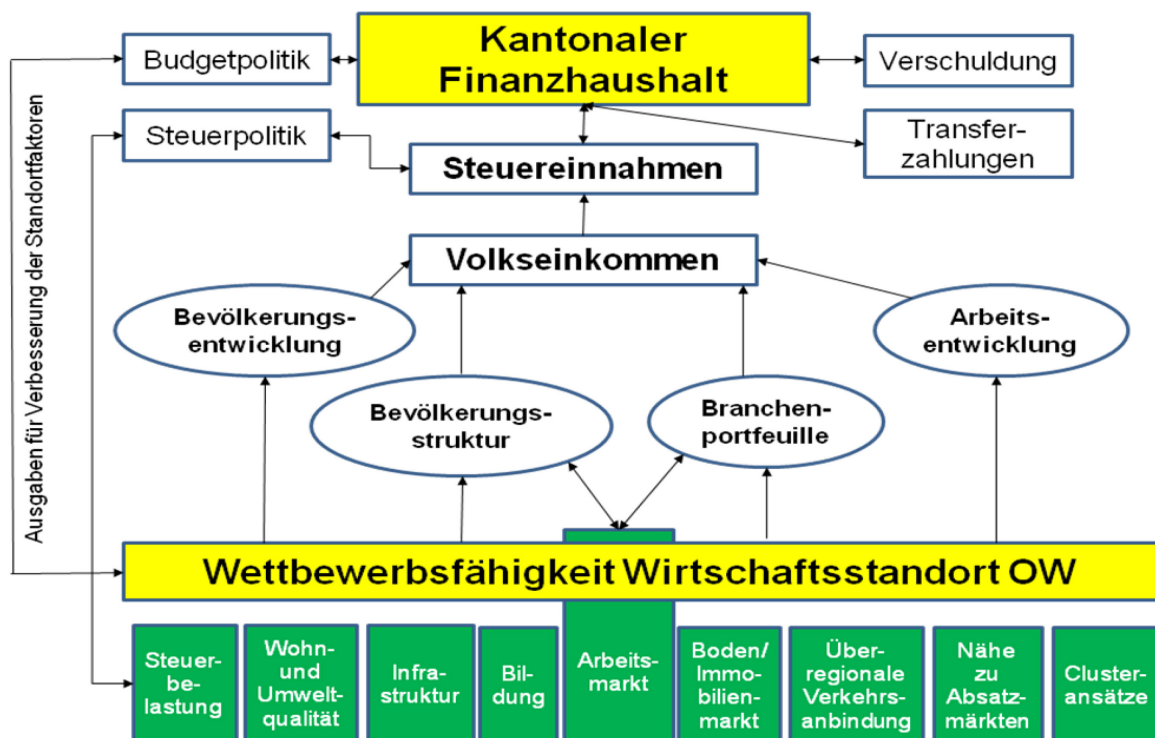 Kantonaler
Finanzhaushalt
Budgetpolitik
Verschuldung
Steuerpolitik
Transfer-
zahlungen
Steuereinnahmen
Volkseinkommen
Ausgaben für Verbesserung der Standortfaktoren
Bevölkerungs-
entwicklung
Arbeits-
entwicklung
Bevölkerungs-
struktur
Branchen-
portfeuille
Wettbewerbsfähigkeit Wirtschaftsstandort OW
Steuer-
be-
lastung
Wohn-
und
Umwelt-
qualität
Infra-
struktur
Bil-
dung
Arbeits-
markt
Boden/
Immo-
bilien-
markt
Über-
regionale
Verkehrs-
anbindung
Nähe
zu
Absatz-
märkten
Cluster-
ansätze